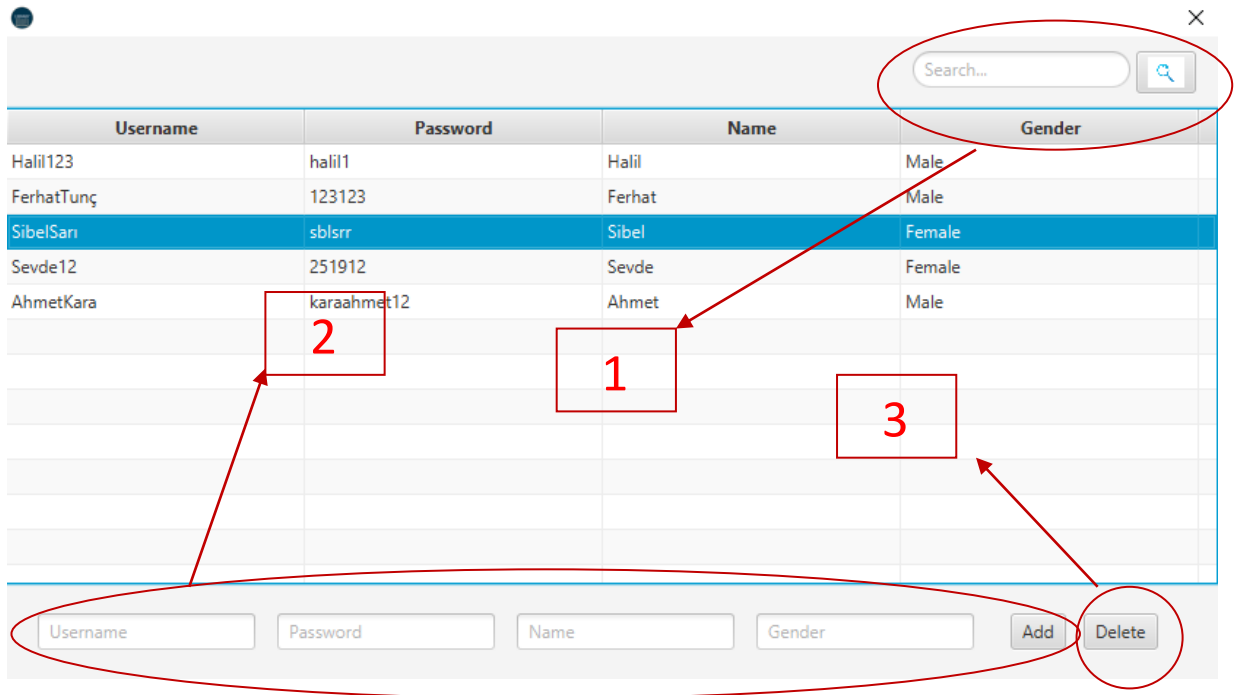 Search...
Username Password Name Gender
Halil123 halil1 Halil Male
FerhatTunç 123123 Ferhat Male
SibelSarı sblsrr Sibel Female
Sevde12 251912 Sevde Female
AhmetKara karaahmet12 Ahmet Male
2
1
3
Username Password Name Gender Add Delete